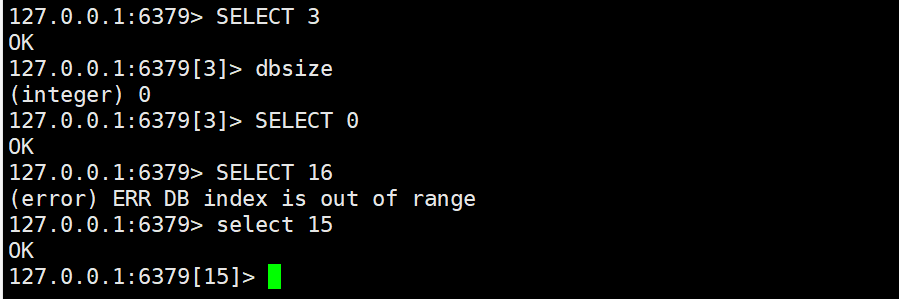 127.0.0.1:6379> SELECT 3
OK
127.0.0.1:6379[3]> dbsize
(integer) 0
127.0.0.1:6379[3]> SELECT 0
OK
127.0.0.1:6379> SELECT 16
(error) ERR DB index is out of range
127.0.0.1:6379> select 15
OK
127.0.0.1:6379[15]>